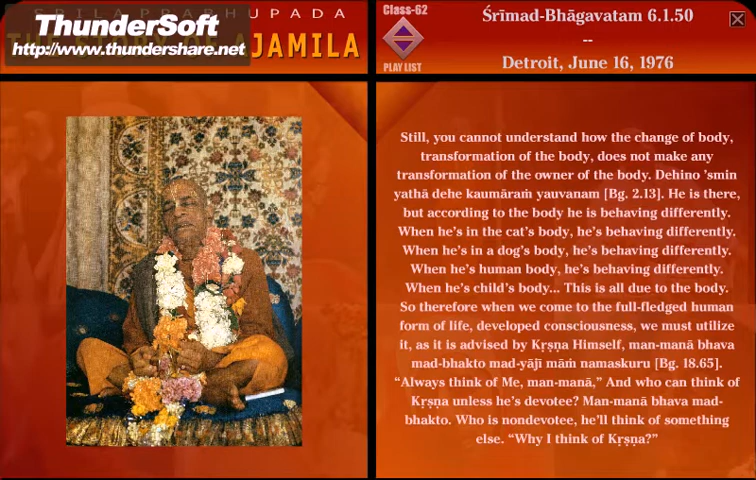 SRILA PRABHUPADA
ThunderSoft
http://www.thundershare.net
THE STORY OF AJAMILA
Class-62
PLAY LIST
Śrīmad-Bhāgavatam 6.1.50
--
Detroit, June 16, 1976
Still, you cannot understand how the change of body,
transformation of the body, does not make any
transformation of the owner of the body. Dehino ’smin
yathā dehe kaumāraṁ yauvanam [Bg. 2.13]. He is there,
but according to the body he is behaving differently.
When he’s in the cat’s body, he’s behaving differently.
When he’s in a dog’s body, he’s behaving differently.
When he’s human body, he’s behaving differently.
When he’s child’s body... This is all due to the body.
So therefore when we come to the full-fledged human
form of life, developed consciousness, we must utilize
it, as it is advised by Kṛṣṇa Himself, man-manā bhava
mad-bhakto mad-yājī māṁ namaskuru [Bg. 18.65].
“Always think of Me, man-manā,” And who can think of
Kṛṣṇa unless he’s devotee? Man-manā bhava mad-
bhakto. Who is nondevotee, he’ll think of something
else. “Why I think of Kṛṣṇa?”